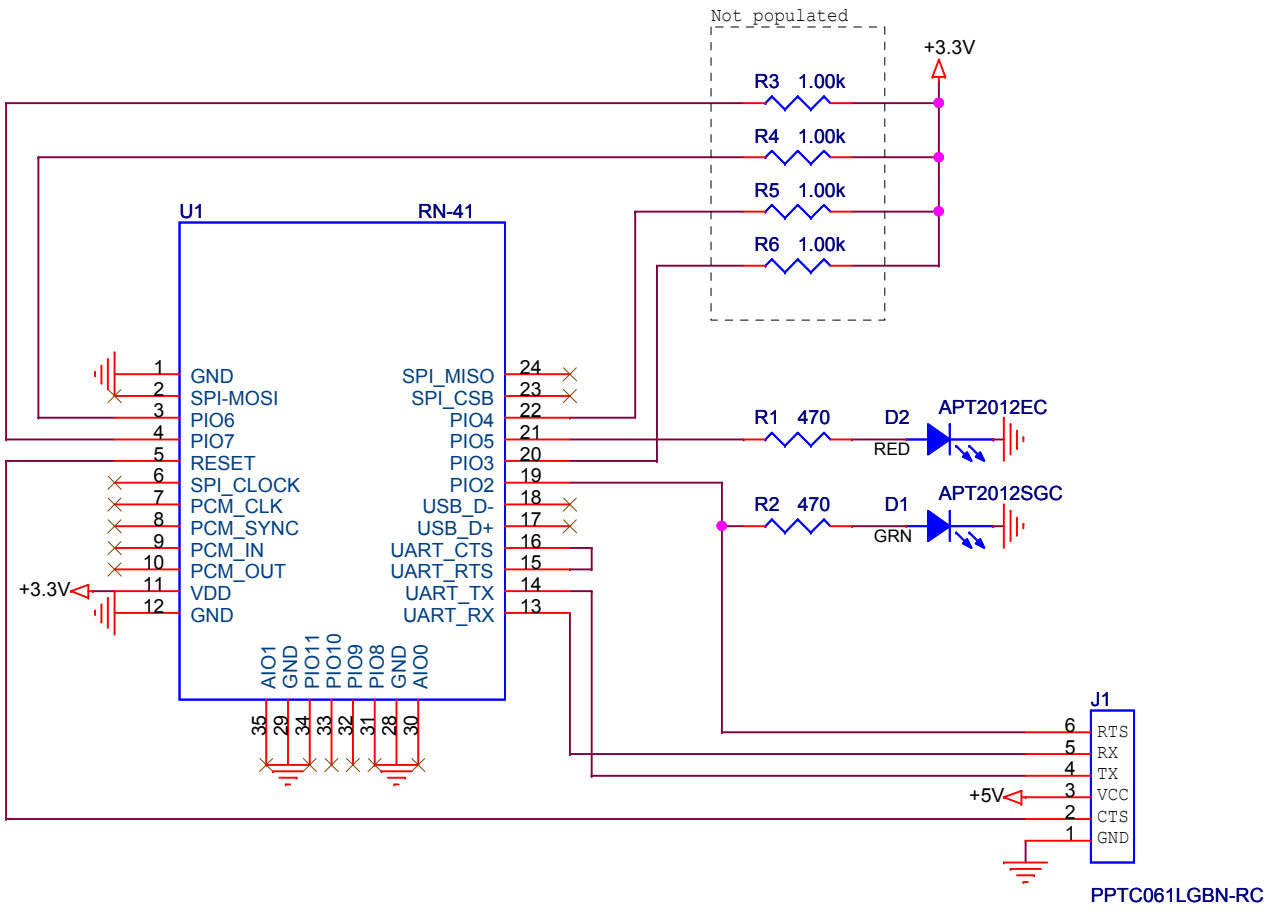 Not populated
+3.3V
R3 1.00k
R4 1.00k
R5 1.00k
R6 1.00k
U1 RN-41
1 GND
2 SPI-MOSI
3 PIO6
4 PIO7
5 RESET
6 SPI_CLOCK
7 PCM_CLK
8 PCM_SYNC
9 PCM_IN
10 PCM_OUT
+3.3V 11 VDD
12 GND
SPI_MISO 24
SPI_CSB 23
PIO4 22
PIO5 21
PIO3 20
PIO2 19
USB_D- 18
USB_D+ 17
UART_CTS 16
UART_RTS 15
UART_TX 14
UART_RX 13
AIO1 35
GND 29
PIO11 34
PIO10 33
PIO9 32
PIO8 31
GND 28
AIO0 30
R1 470 D2 APT2012EC
RED
R2 470 D1 APT2012SGC
GRN
J1
6 RTS
5 RX
4 TX
+5V 3 VCC
2 CTS
1 GND
PPTC061LGBN-RC